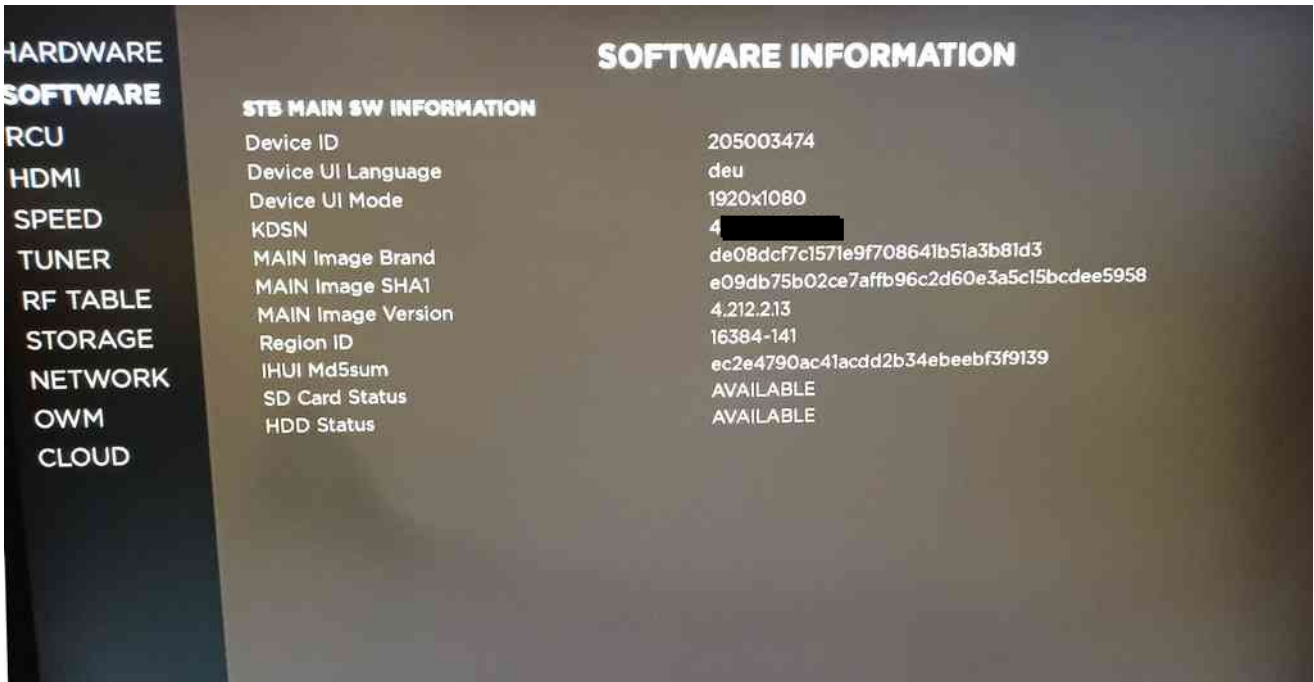 HARDWARE
SOFTWARE
RCU
HDMI
SPEED
TUNER
RF TABLE
STORAGE
NETWORK
OWM
CLOUD
SOFTWARE INFORMATION
STB MAIN SW INFORMATION
Device ID 205003474
Device UI Language deu
Device UI Mode 1920x1080
KDSN 4
MAIN Image Brand de08dcf7c1571e9f708641b51a3b81d3
MAIN Image SHA1 e09db75b02ce7affb96c2d60e3a5c15bcdee5958
MAIN Image Version 4.212.2.13
Region ID 16384-141
IHUI Md5sum ec2e4790ac41acdd2b34ebeebf3f9139
SD Card Status AVAILABLE
HDD Status AVAILABLE